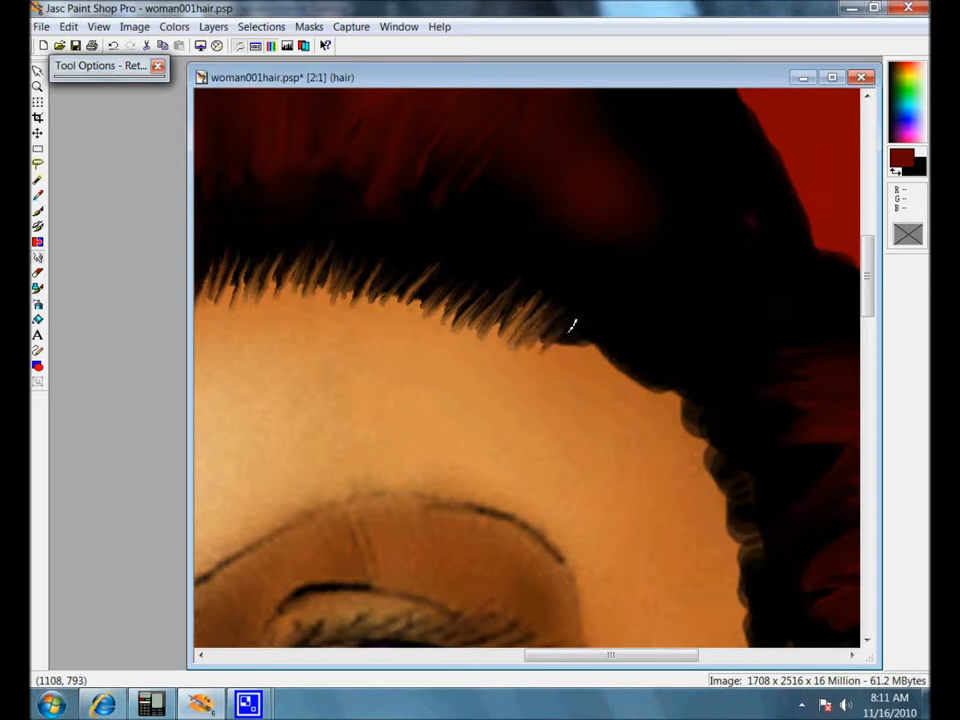 Jasc Paint Shop Pro - woman001hair.psp
File Edit View Image Colors Layers Selections Masks Capture Window Help
Tool Options - Ret...
woman001hair.psp* [2:1] (hair)
R --
G --
B --
(1108, 793)
Image: 1708 x 2516 x 16 Million - 61.2 MBytes
8:11 AM
11/16/2010